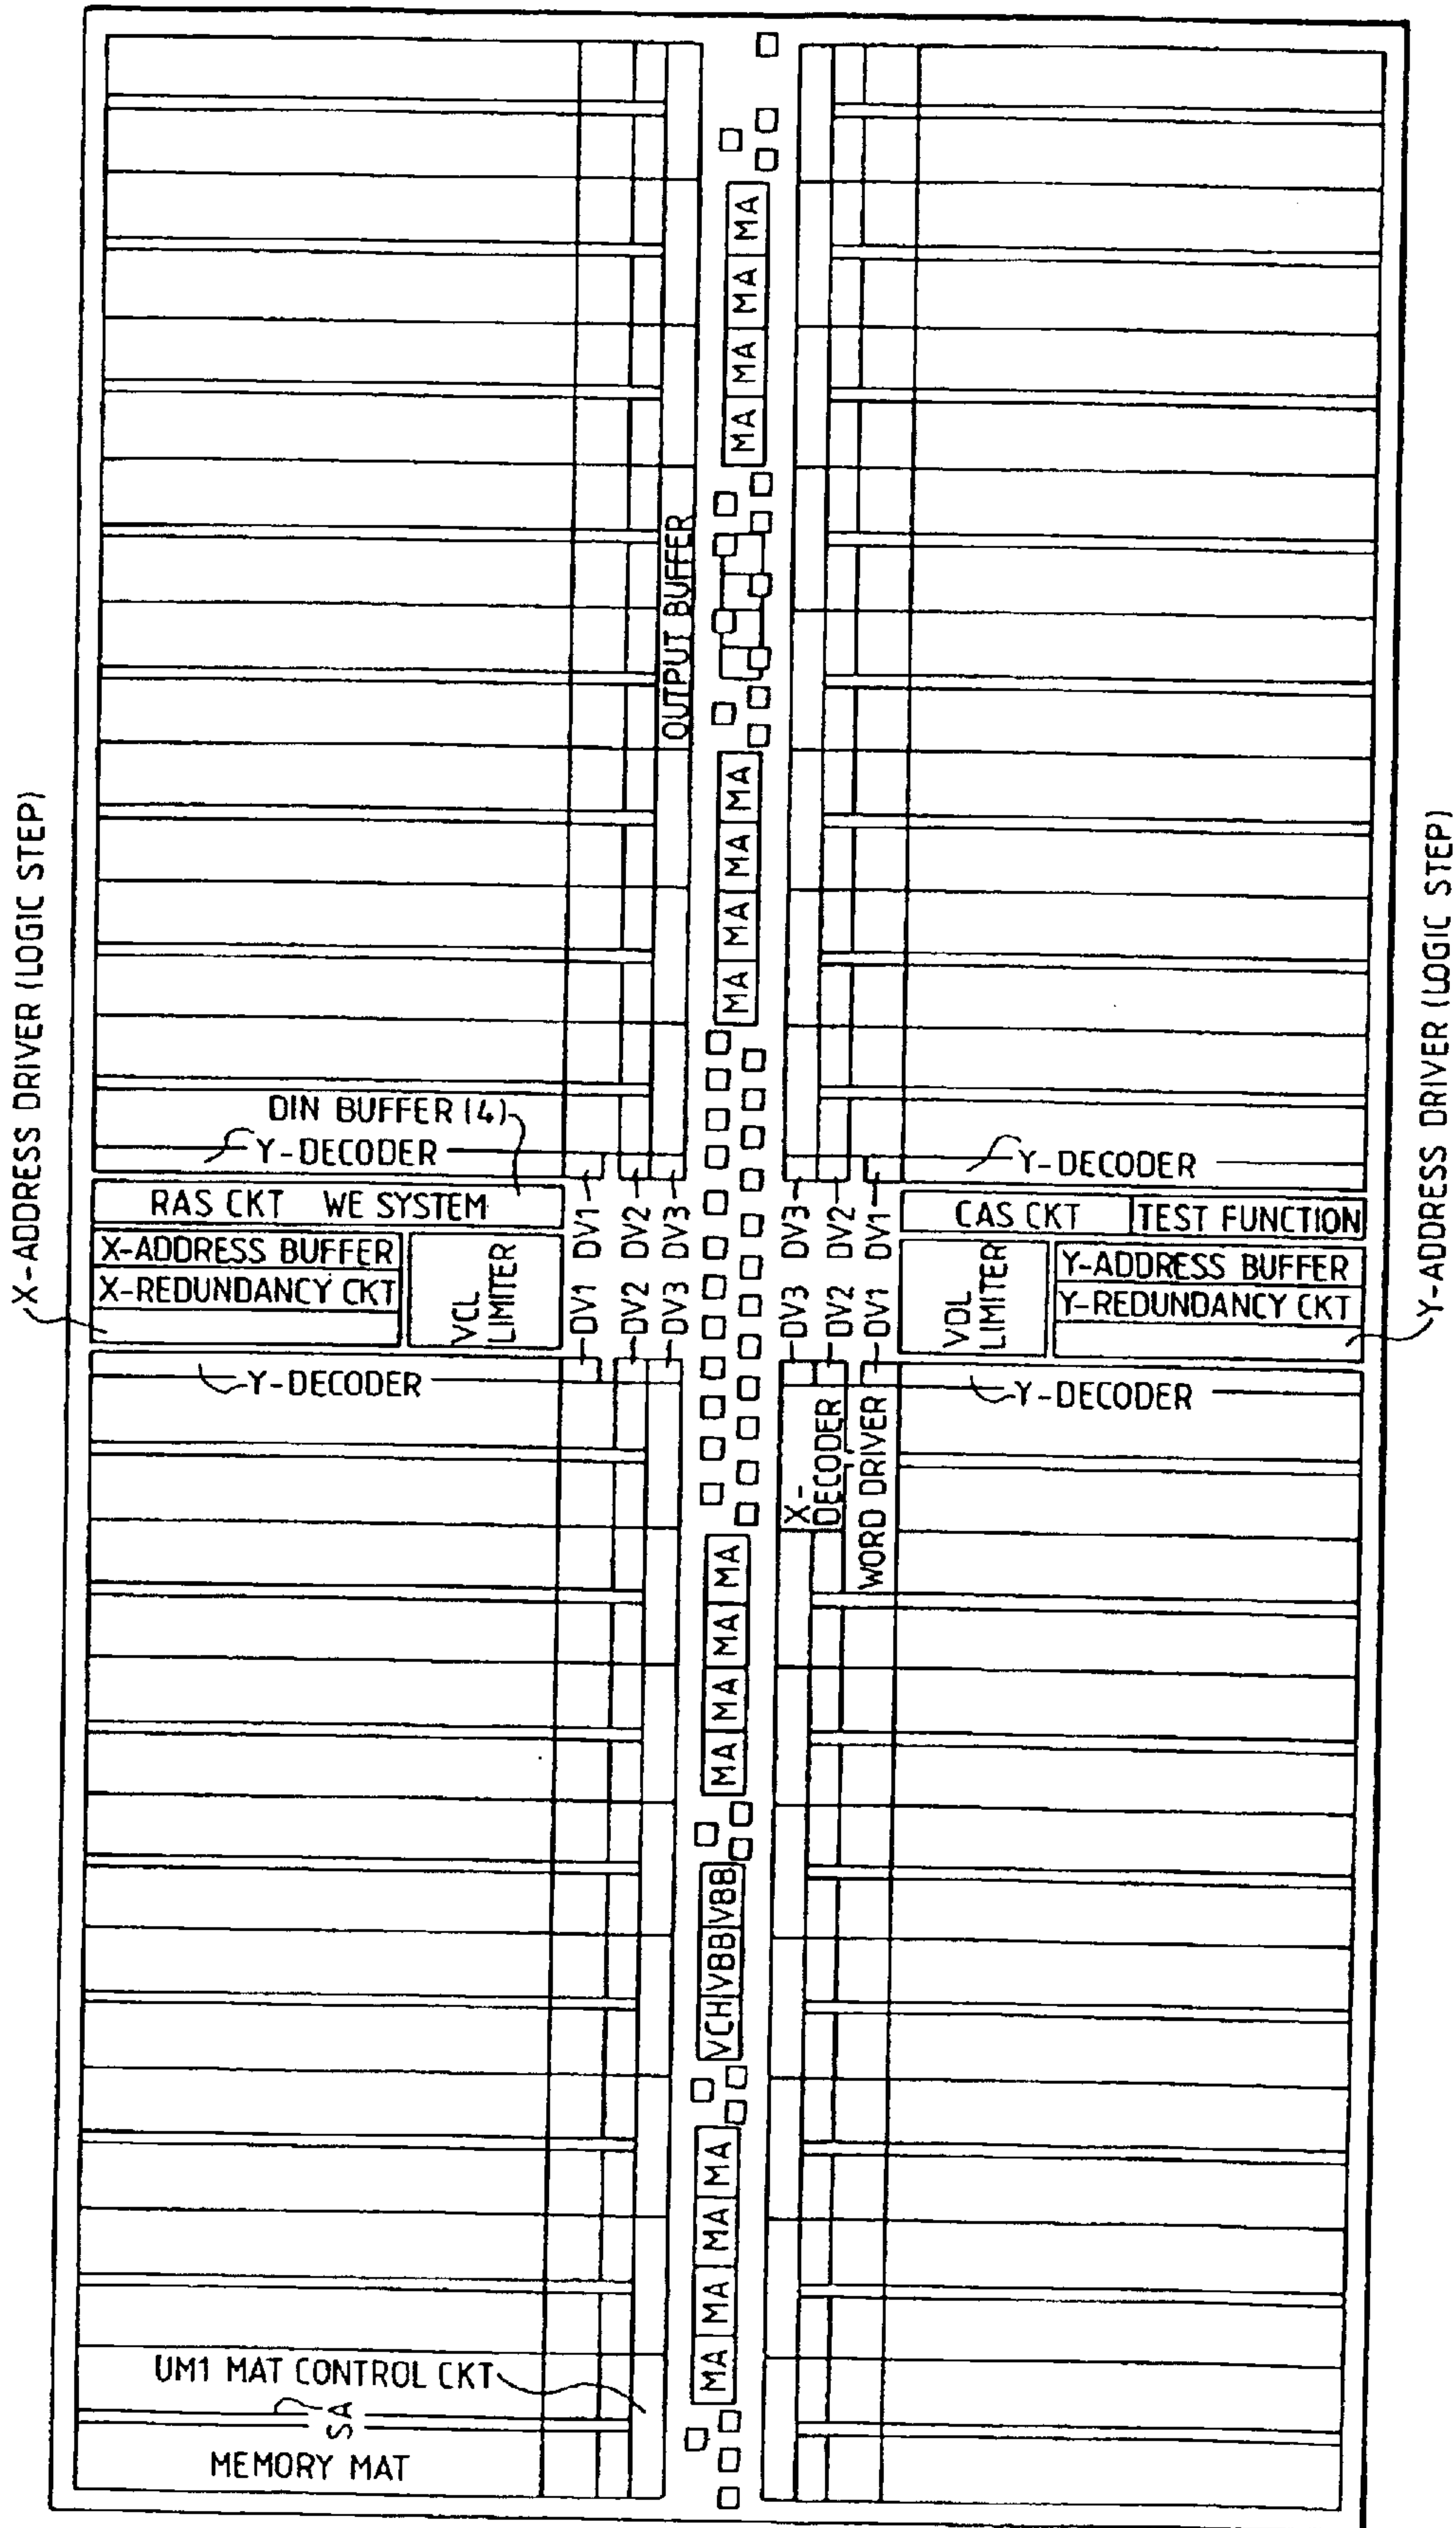 MA MA MA MA
OUTPUT BUFFER
MA MA MA MA
X-ADDRESS DRIVER (LOGIC STEP)
Y-ADDRESS DRIVER (LOGIC STEP)
DIN BUFFER (4)
Y-DECODER
Y-DECODER
RAS CKT WE SYSTEM
DV1 DV2 DV3
DV3 DV2 DV1
CAS CKT TEST FUNCTION
X-ADDRESS BUFFER
X-REDUNDANCY CKT
VCL LIMITER
DV1 DV2 DV3
DV3 DV2 DV1
VDL LIMITER
Y-ADDRESS BUFFER
Y-REDUNDANCY CKT
Y-DECODER
Y-DECODER
X-DECODER
WORD DRIVER
MA MA MA MA
VCH VBB VBB
MA MA MA MA
UM1 MAT CONTROL CKT
SA
MEMORY MAT